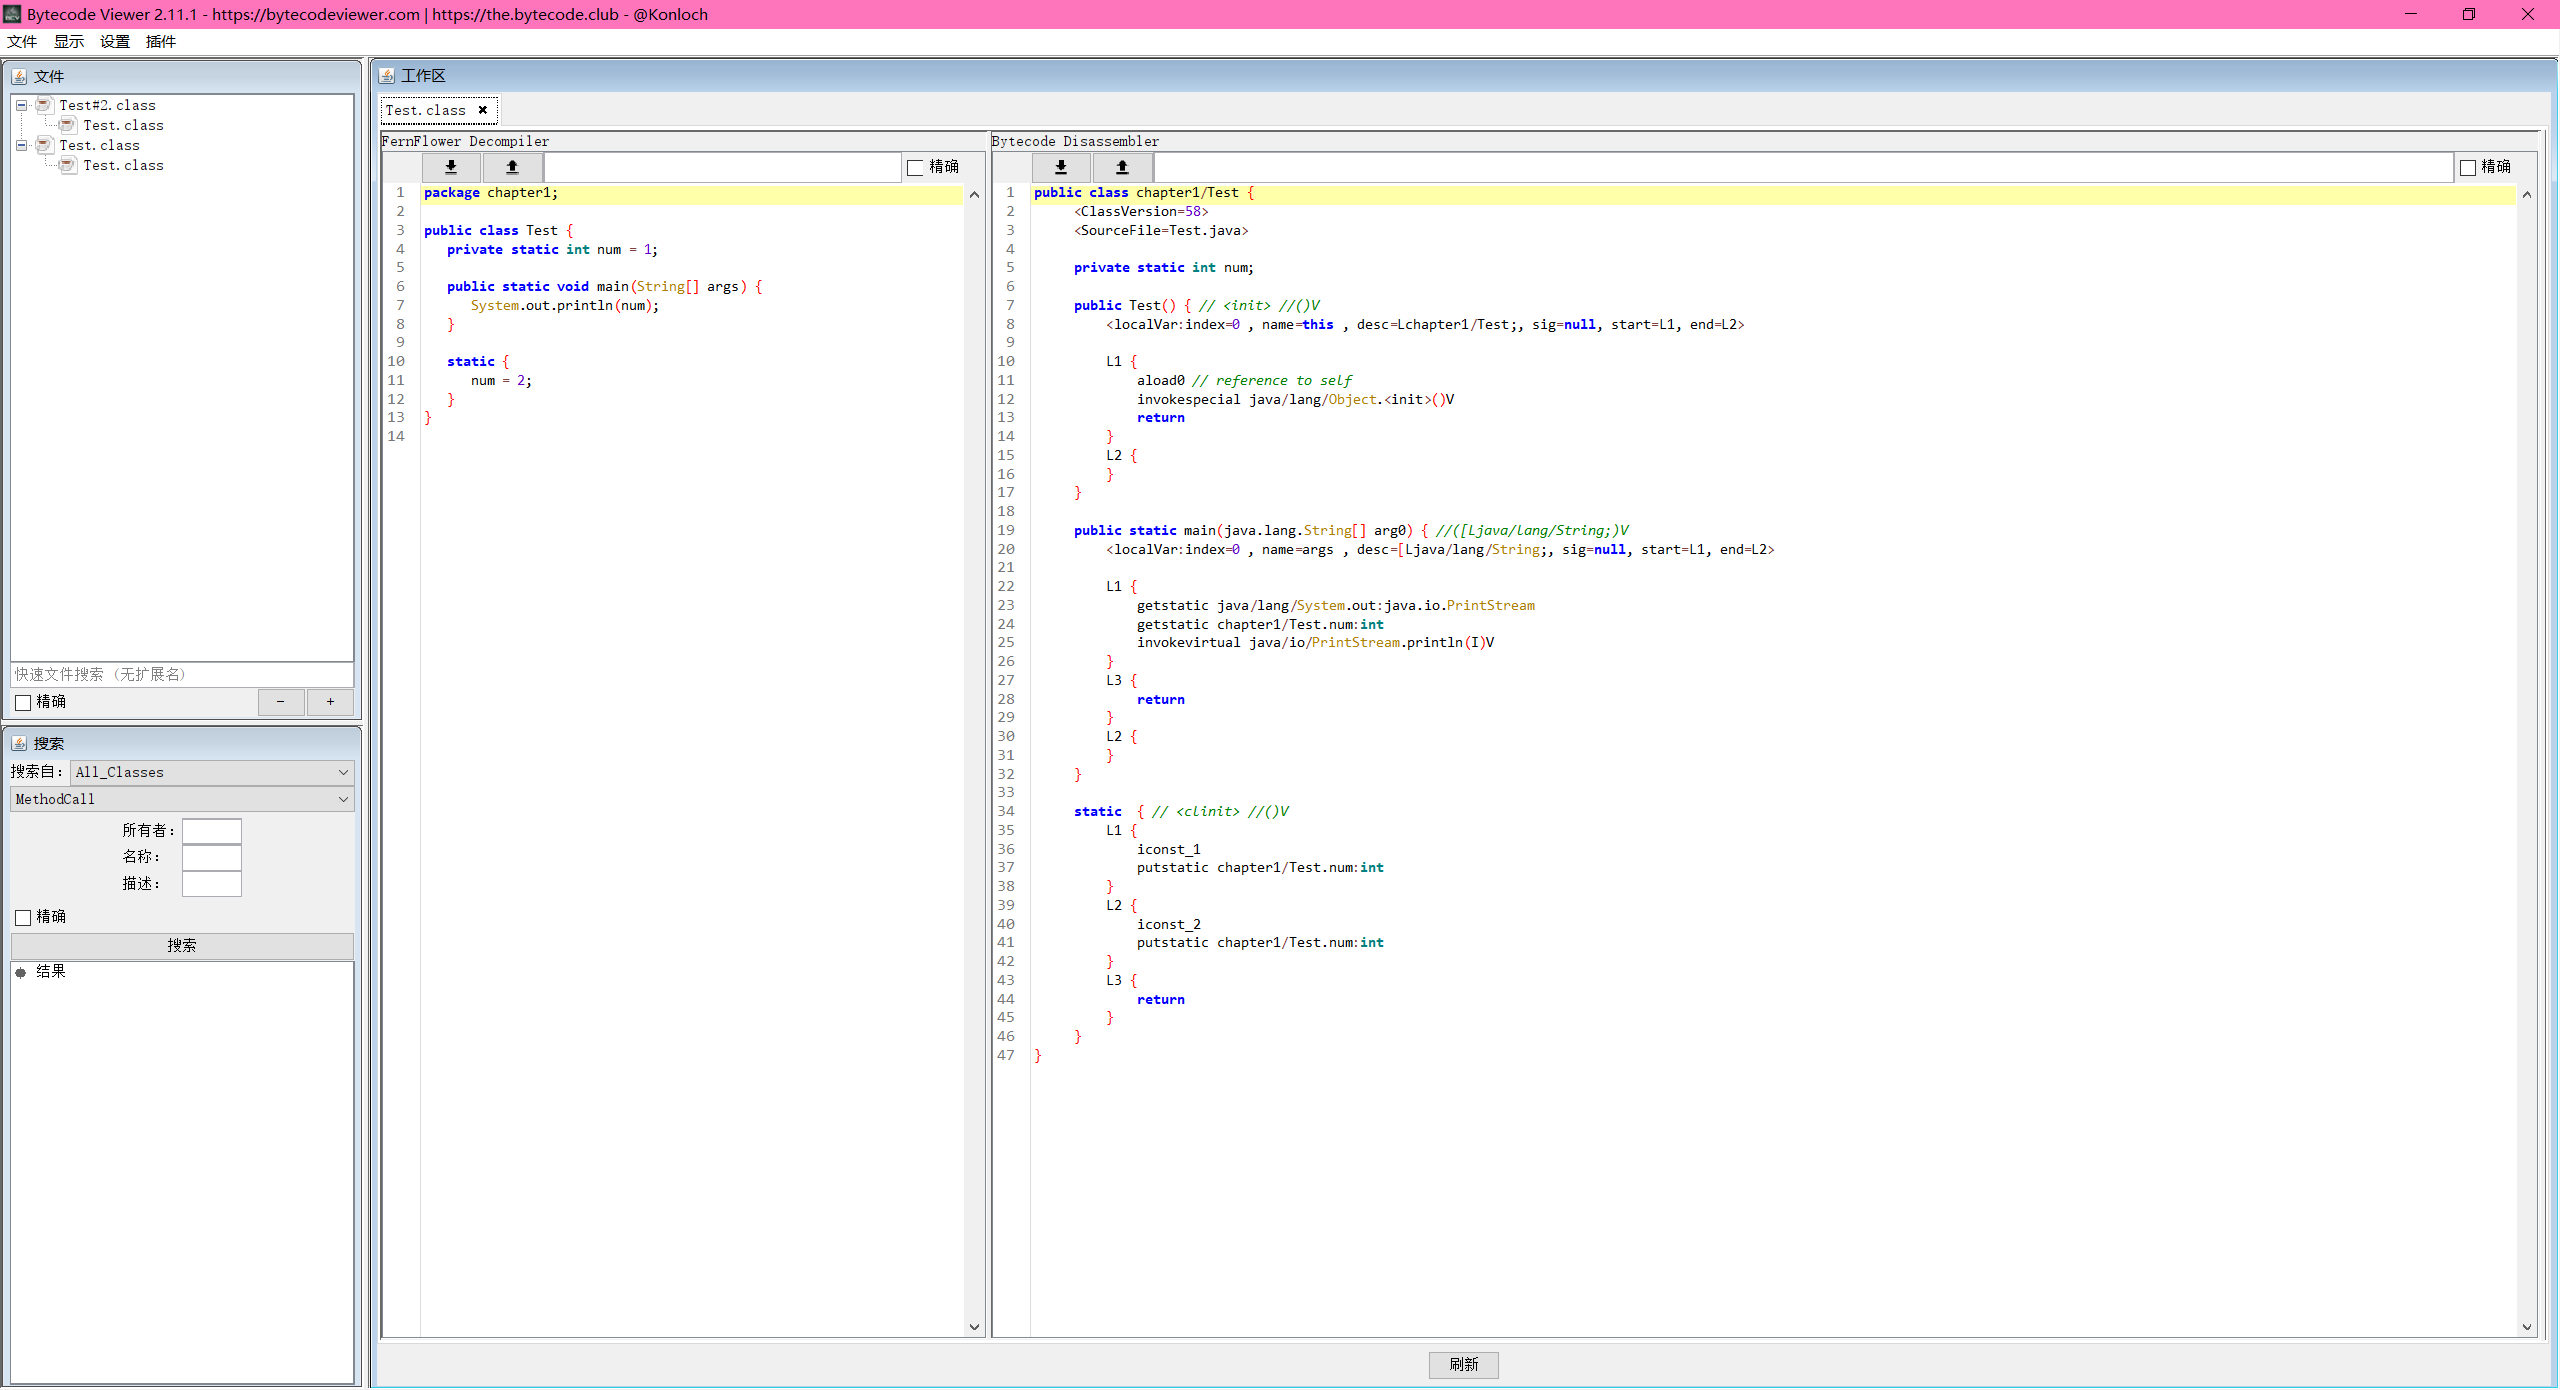 Bytecode Viewer 2.11.1 - https://bytecodeviewer.com | https://the.bytecode.club - @Konloch
文件 显示 设置 插件
文件
Test#2.class
Test.class
Test.class
Test.class
快速文件搜索 (无扩展名)
精确 - +
搜索
搜索自： All_Classes
MethodCall
所有者：
名称：
描述：
精确
搜索
结果
工作区
Test.class
FernFlower Decompiler
精确
1 package chapter1;
2
3 public class Test {
4 private static int num = 1;
5
6 public static void main(String[] args) {
7 System.out.println(num);
8 }
9
10 static {
11 num = 2;
12 }
13 }
14
Bytecode Disassembler
精确
1 public class chapter1/Test {
2 <ClassVersion=58>
3 <SourceFile=Test.java>
4
5 private static int num;
6
7 public Test() { // <init> //()V
8 <localVar:index=0 , name=this , desc=Lchapter1/Test;, sig=null, start=L1, end=L2>
9
10 L1 {
11 aload0 // reference to self
12 invokespecial java/lang/Object.<init>()V
13 return
14 }
15 L2 {
16 }
17 }
18
19 public static main(java.lang.String[] arg0) { //([Ljava/lang/String;)V
20 <localVar:index=0 , name=args , desc=[Ljava/lang/String;, sig=null, start=L1, end=L2>
21
22 L1 {
23 getstatic java/lang/System.out:java.io.PrintStream
24 getstatic chapter1/Test.num:int
25 invokevirtual java/io/PrintStream.println(I)V
26 }
27 L3 {
28 return
29 }
30 L2 {
31 }
32 }
33
34 static { // <clinit> //()V
35 L1 {
36 iconst_1
37 putstatic chapter1/Test.num:int
38 }
39 L2 {
40 iconst_2
41 putstatic chapter1/Test.num:int
42 }
43 L3 {
44 return
45 }
46 }
47 }
刷新